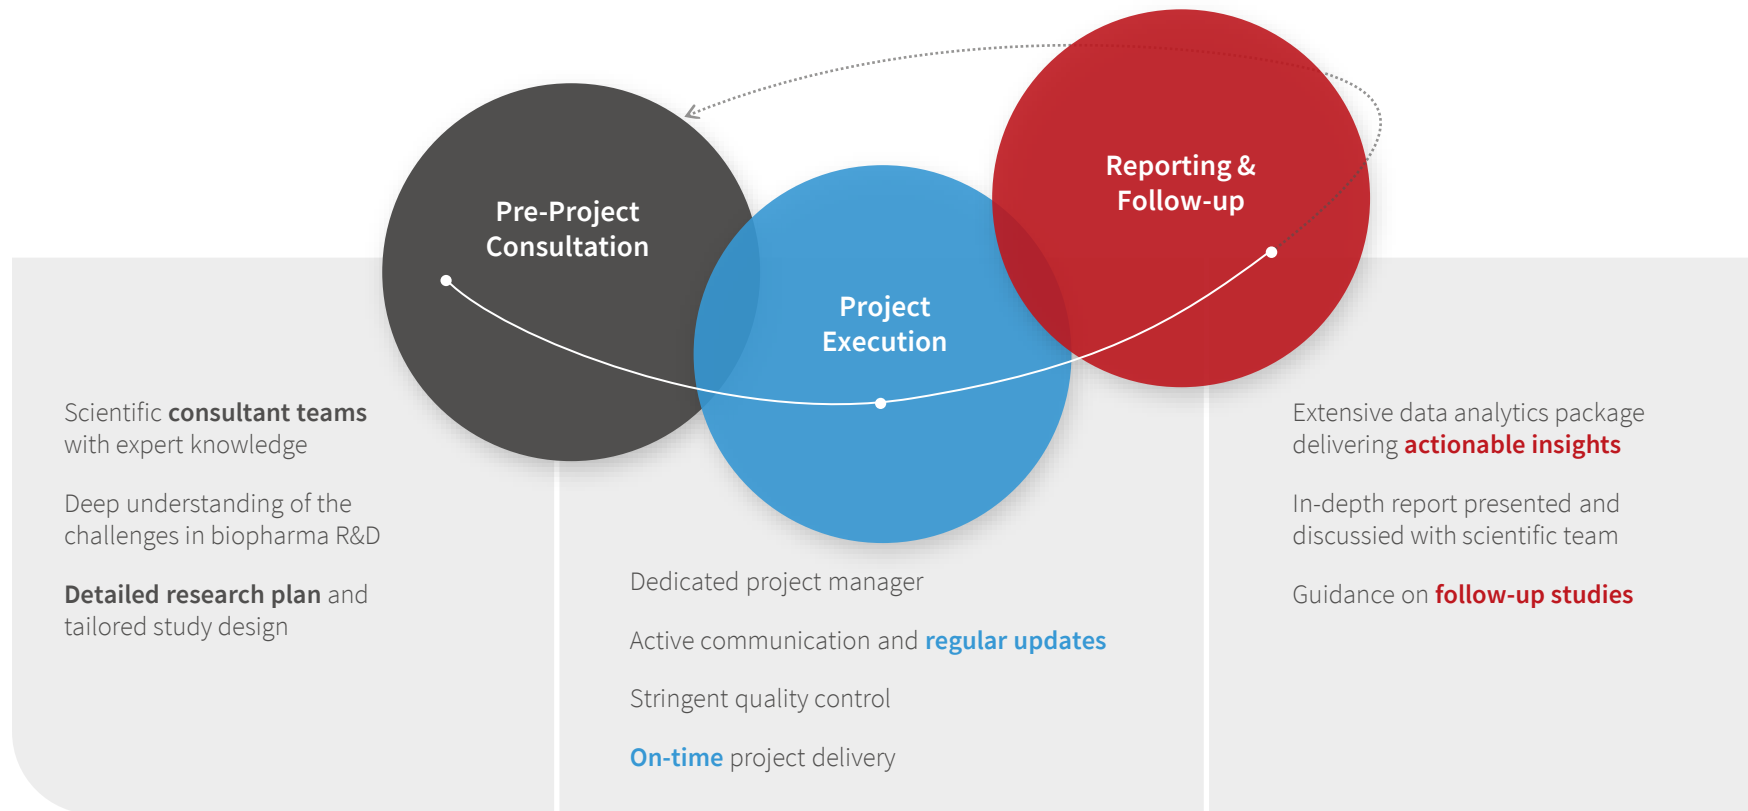 Pre-Project
Consultation
Project
Execution
Reporting &
Follow-up
Scientific consultant teams
with expert knowledge
Deep understanding of the
challenges in biopharma R&D
Detailed research plan and
tailored study design
Dedicated project manager
Active communication and regular updates
Stringent quality control
On-time project delivery
Extensive data analytics package
delivering actionable insights
In-depth report presented and
discussied with scientific team
Guidance on follow-up studies